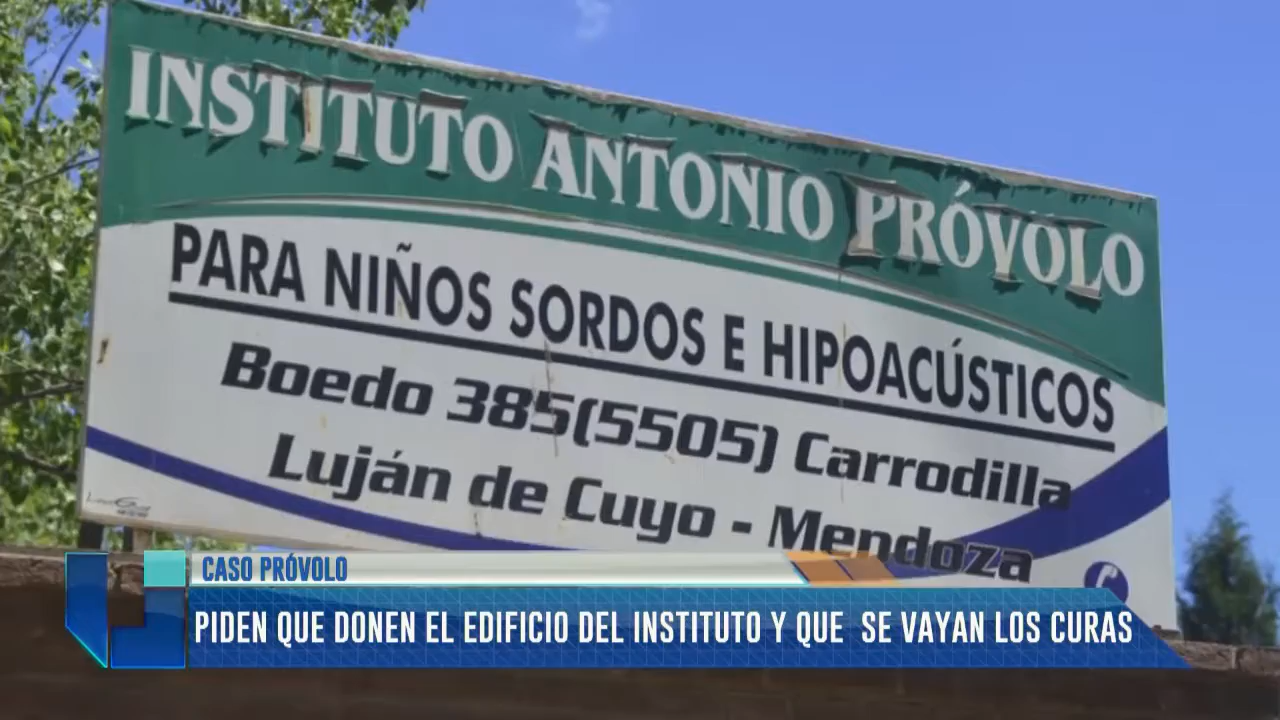 INSTITUTO ANTONIO PRÓVOLO
PARA NIÑOS SORDOS E HIPOACÚSTICOS
Boedo 385(5505) Carrodilla
Luján de Cuyo - Mendoza
CASO PRÓVOLO
PIDEN QUE DONEN EL EDIFICIO DEL INSTITUTO Y QUE SE VAYAN LOS CURAS